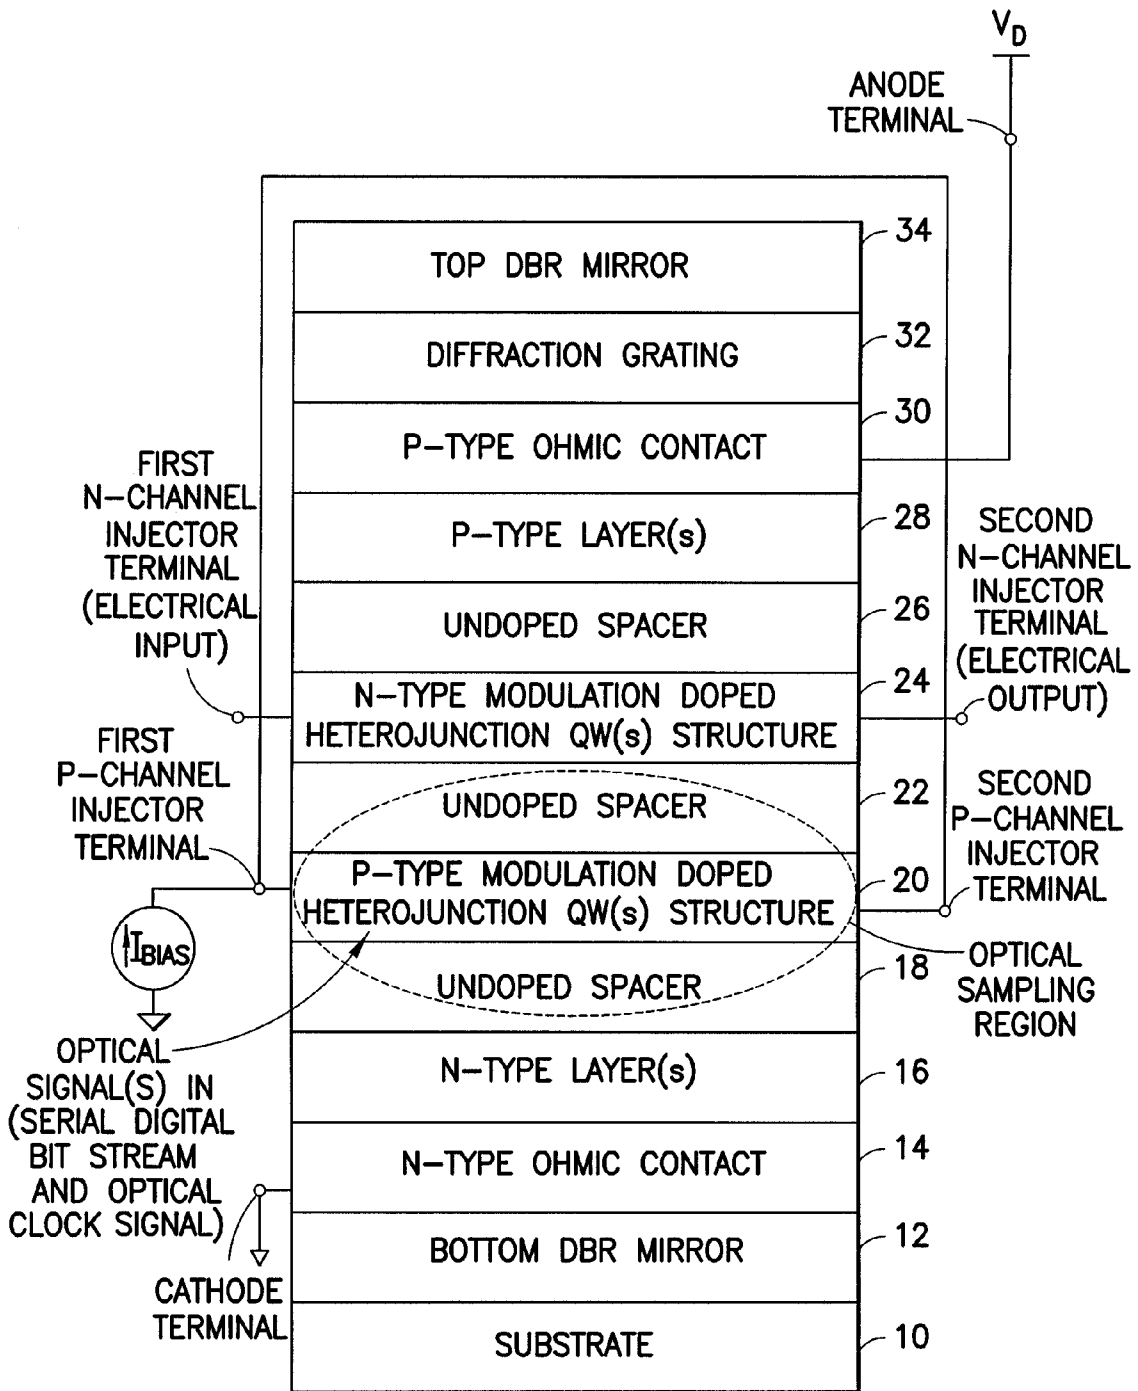 V_D
ANODE
TERMINAL
34
TOP DBR MIRROR
32
DIFFRACTION GRATING
30
P-TYPE OHMIC CONTACT
FIRST
N-CHANNEL
INJECTOR
TERMINAL
(ELECTRICAL
INPUT)
28
P-TYPE LAYER(s)
SECOND
N-CHANNEL
INJECTOR
TERMINAL
(ELECTRICAL
OUTPUT)
26
UNDOPED SPACER
24
N-TYPE MODULATION DOPED
HETEROJUNCTION QW(s) STRUCTURE
FIRST
P-CHANNEL
INJECTOR
TERMINAL
22
UNDOPED SPACER
SECOND
P-CHANNEL
INJECTOR
TERMINAL
20
P-TYPE MODULATION DOPED
HETEROJUNCTION QW(s) STRUCTURE
I_BIAS
18
UNDOPED SPACER
OPTICAL
SAMPLING
REGION
OPTICAL
SIGNAL(S) IN
(SERIAL DIGITAL
BIT STREAM
AND OPTICAL
CLOCK SIGNAL)
16
N-TYPE LAYER(s)
14
N-TYPE OHMIC CONTACT
12
BOTTOM DBR MIRROR
CATHODE
TERMINAL
10
SUBSTRATE